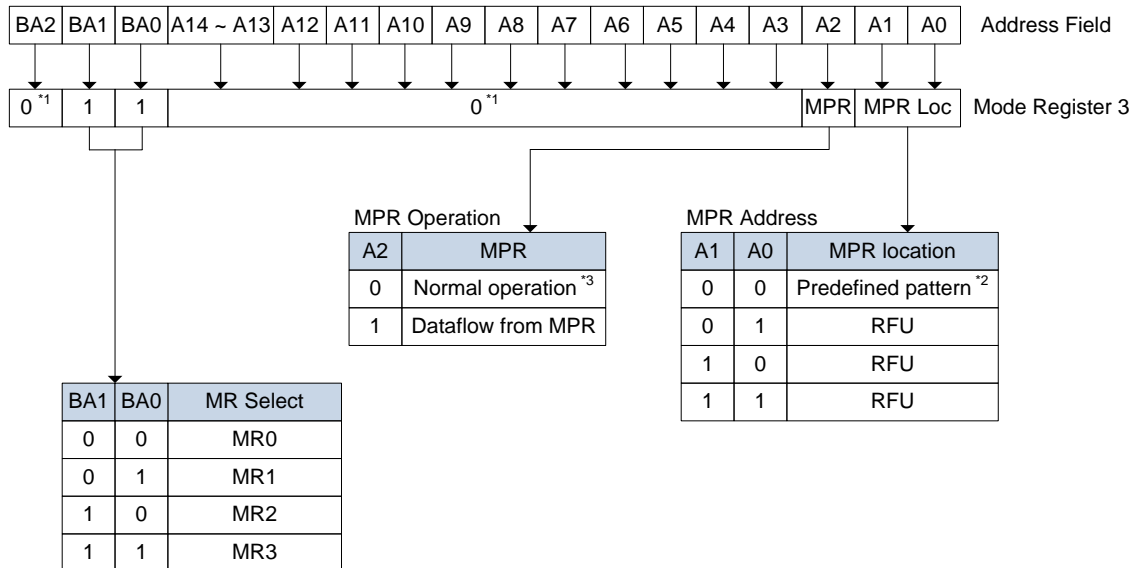 BA2 BA1 BA0 A14 ~ A13 A12 A11 A10 A9 A8 A7 A6 A5 A4 A3 A2 A1 A0 Address Field
0 *1 1 1 0 *1 MPR MPR Loc Mode Register 3
MPR Operation
A2 MPR
0 Normal operation *3
1 Dataflow from MPR
MPR Address
A1 A0 MPR location
0 0 Predefined pattern *2
0 1 RFU
1 0 RFU
1 1 RFU
BA1 BA0 MR Select
0 0 MR0
0 1 MR1
1 0 MR2
1 1 MR3